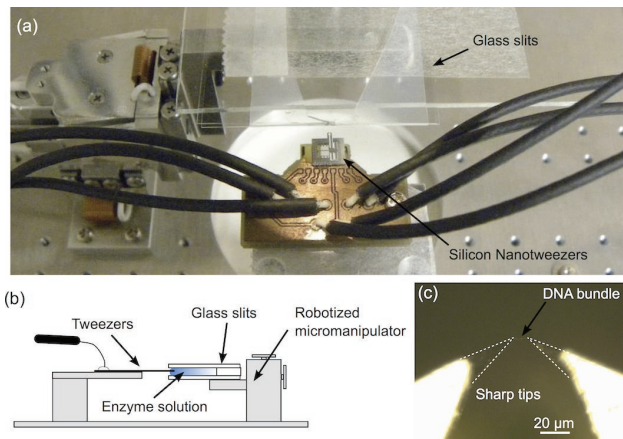 (a)
Glass slits
Silicon Nanotweezers
(b)
Tweezers
Glass slits
Robotized
micromanipulator
Enzyme solution
(c)
DNA bundle
Sharp tips
20 µm